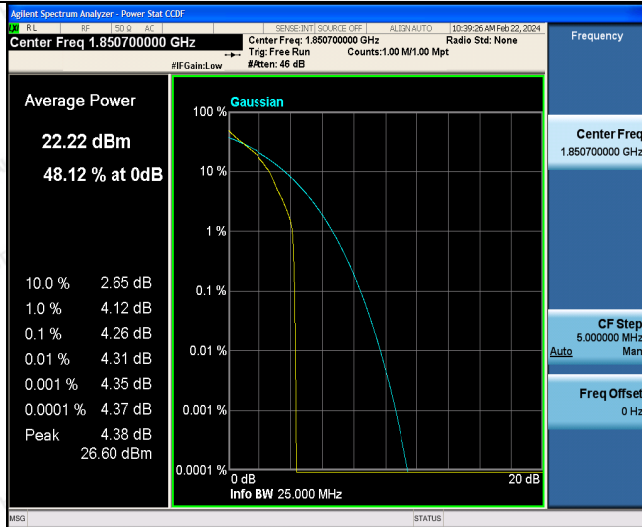 Agilent Spectrum Analyzer - Power Stat CCDF
RL RF 50 Ω AC SENSE:INT SOURCE OFF ALIGN AUTO 10:39:26 AM Feb 22, 2024
Center Freq 1.850700000 GHz
Center Freq: 1.850700000 GHz Radio Std: None
Trig: Free Run Counts:1.00 M/1.00 Mpt
#IFGain:Low #Atten: 46 dB
Frequency
Average Power
22.22 dBm
48.12 % at 0dB
10.0 % 2.85 dB
1.0 % 4.12 dB
0.1 % 4.26 dB
0.01 % 4.31 dB
0.001 % 4.35 dB
0.0001 % 4.37 dB
Peak 4.38 dB
26.60 dBm
Gaussian
100 %
10 %
1 %
0.1 %
0.01 %
0.001 %
0.0001 %
0 dB 20 dB
Info BW 25.000 MHz
Center Freq
1.850700000 GHz
CF Step
5.000000 MHz
Auto Man
Freq Offset
0 Hz
MSG STATUS